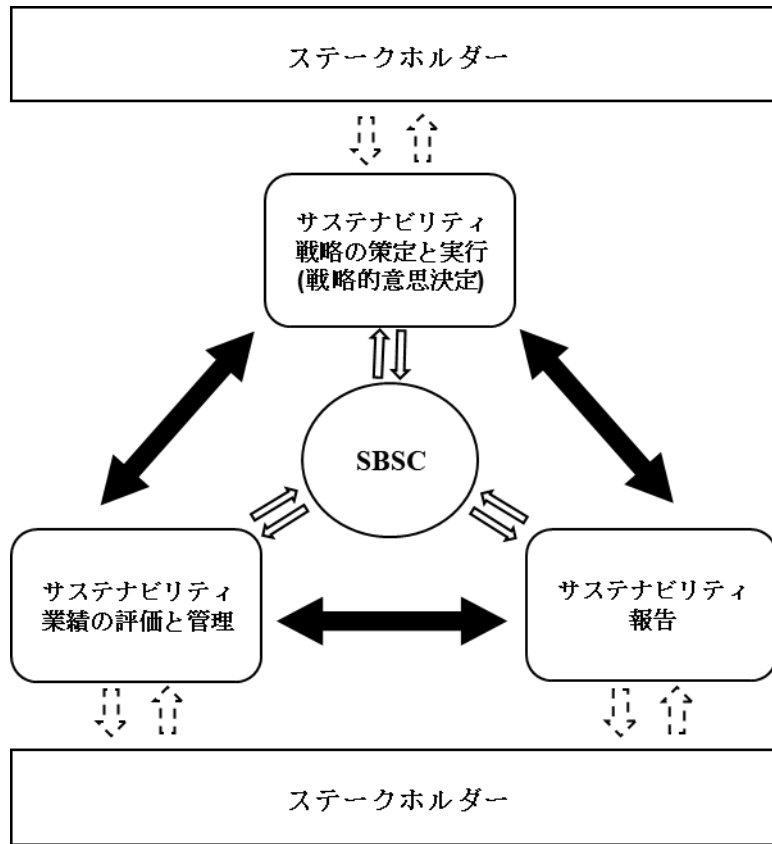 ステークホルダー
サステナビリティ
戦略の策定と実行
(戦略的意思決定)
SBSC
サステナビリティ
業績の評価と管理
サステナビリティ
報告
ステークホルダー